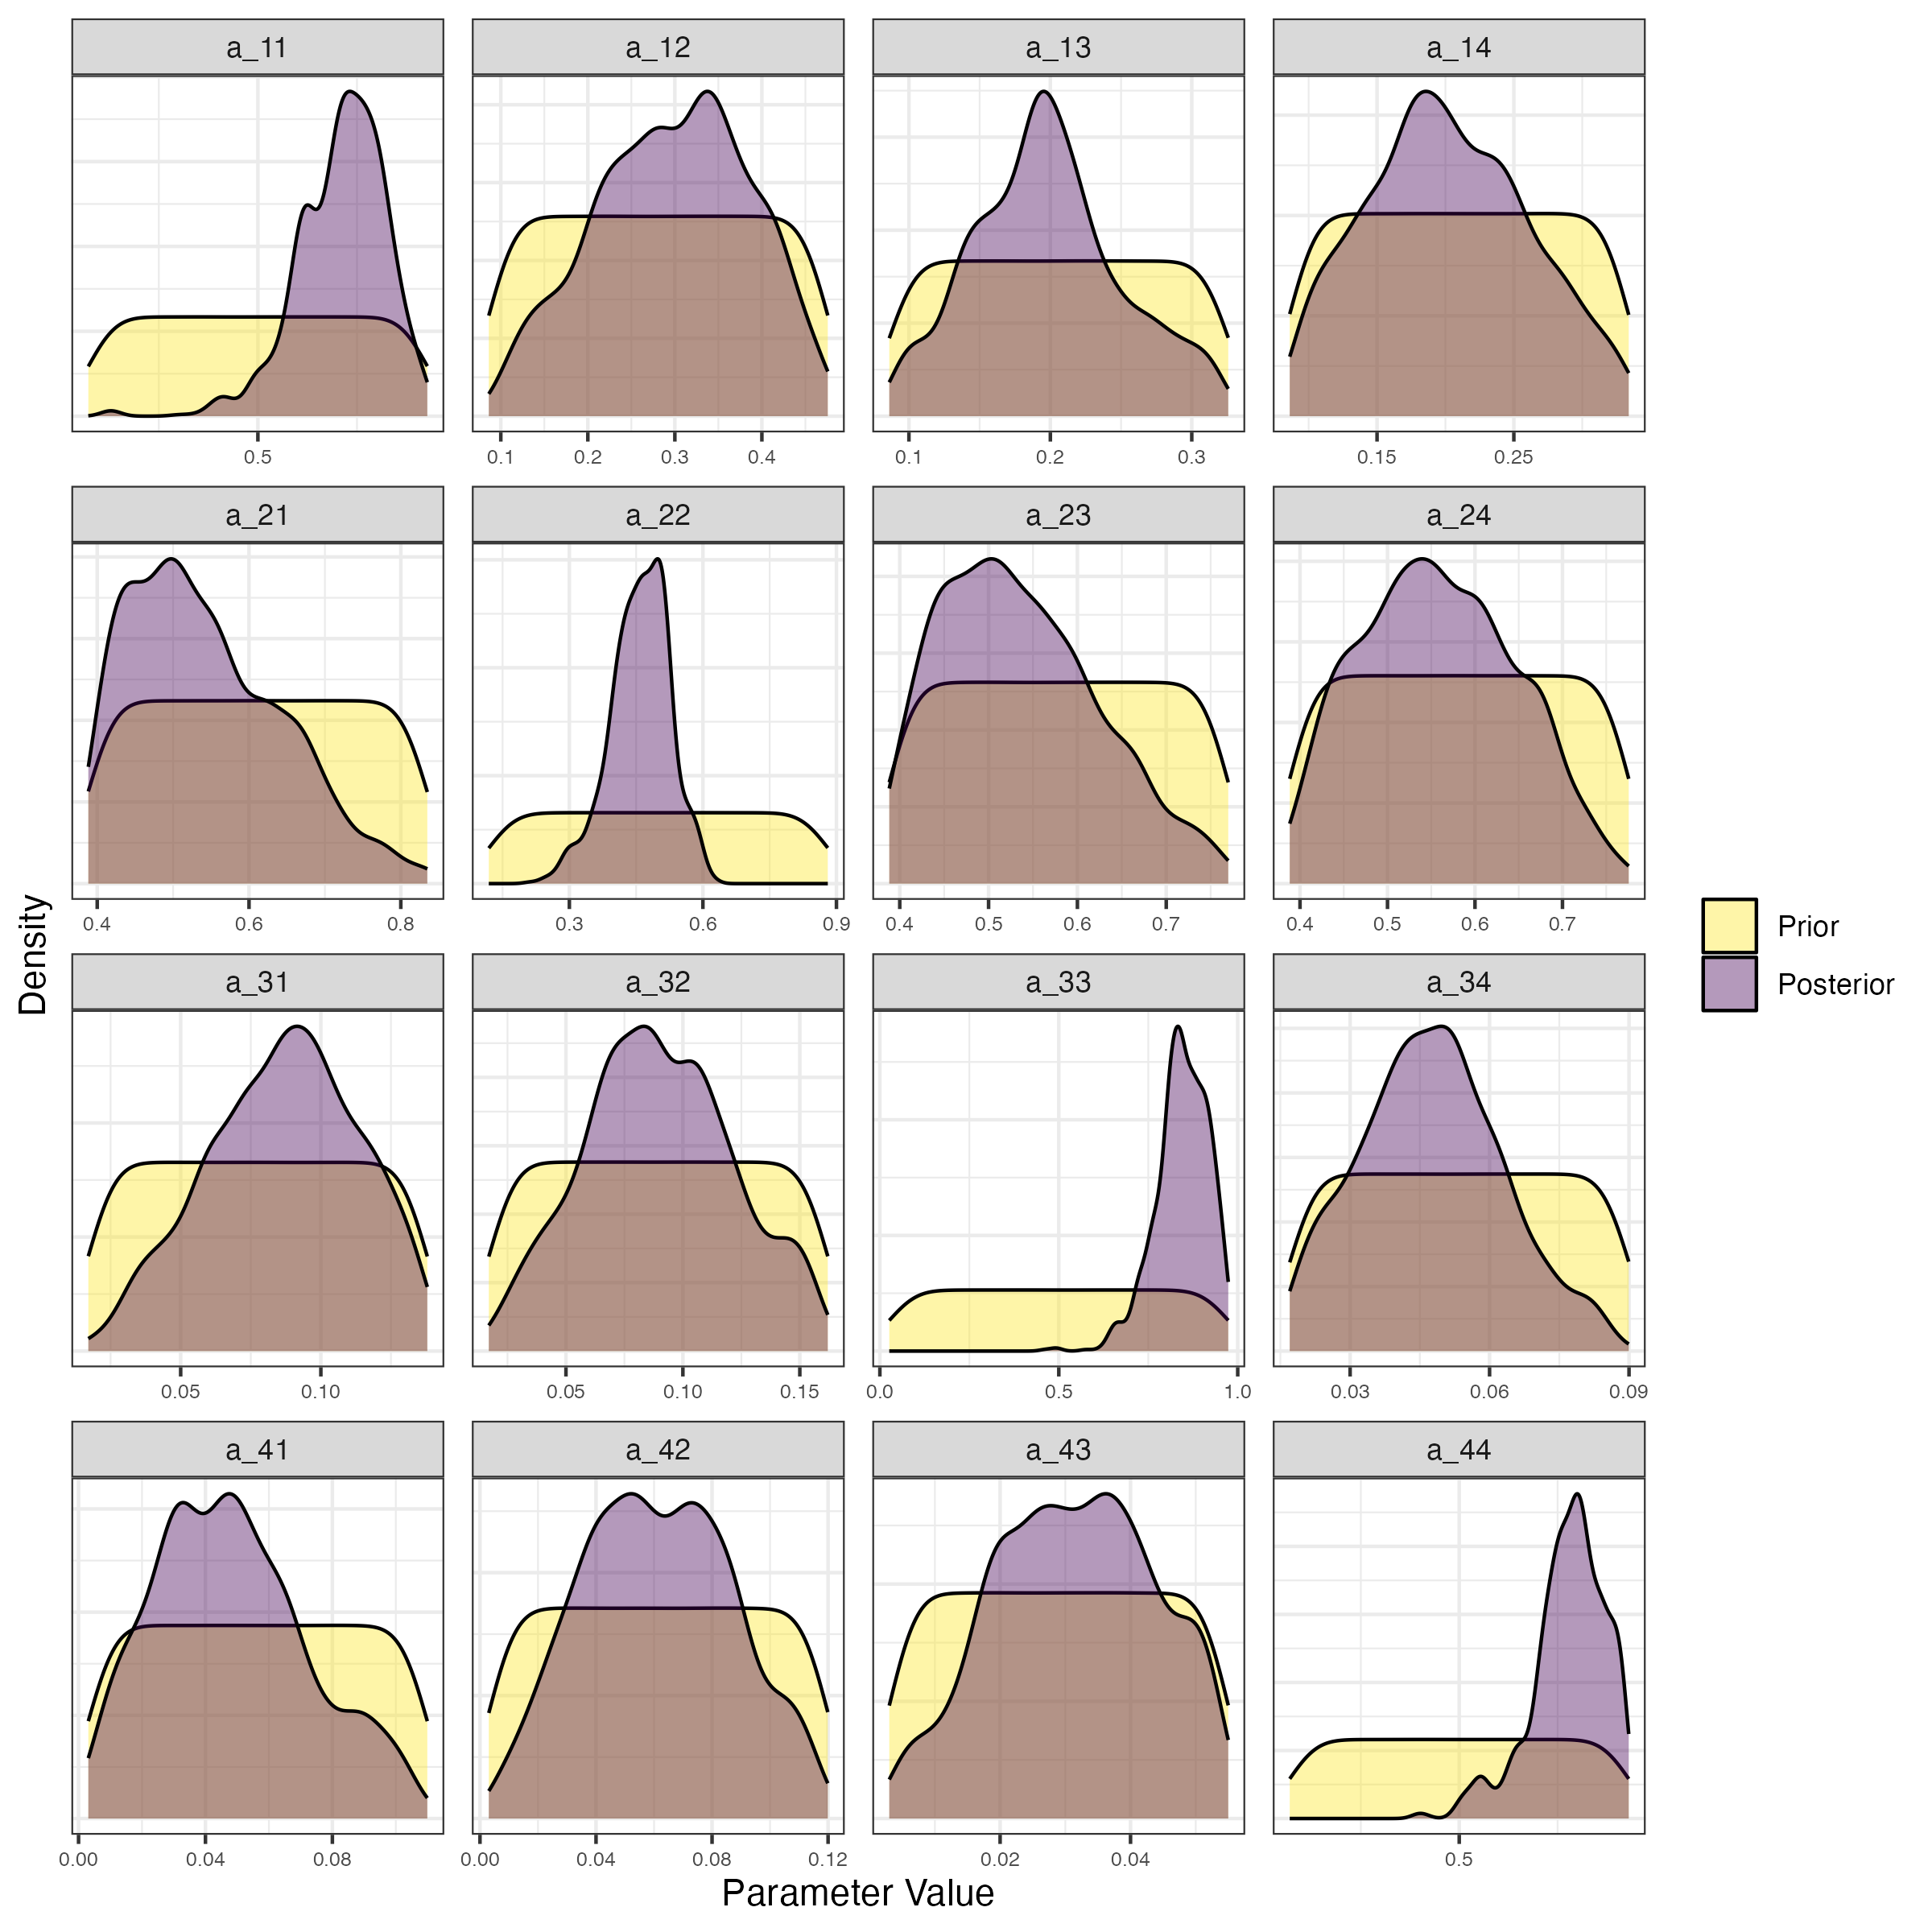 a_11 a_12 a_13 a_14
0.5 0.1 0.2 0.3 0.4 0.1 0.2 0.3 0.15 0.25
a_21 a_22 a_23 a_24
0.4 0.6 0.8 0.3 0.6 0.9 0.4 0.5 0.6 0.7 0.4 0.5 0.6 0.7
Density
Prior
Posterior
a_31 a_32 a_33 a_34
0.05 0.10 0.05 0.10 0.15 0.0 0.5 1.0 0.03 0.06 0.09
a_41 a_42 a_43 a_44
0.00 0.04 0.08 0.00 0.04 0.08 0.12 0.02 0.04 0.5
Parameter Value